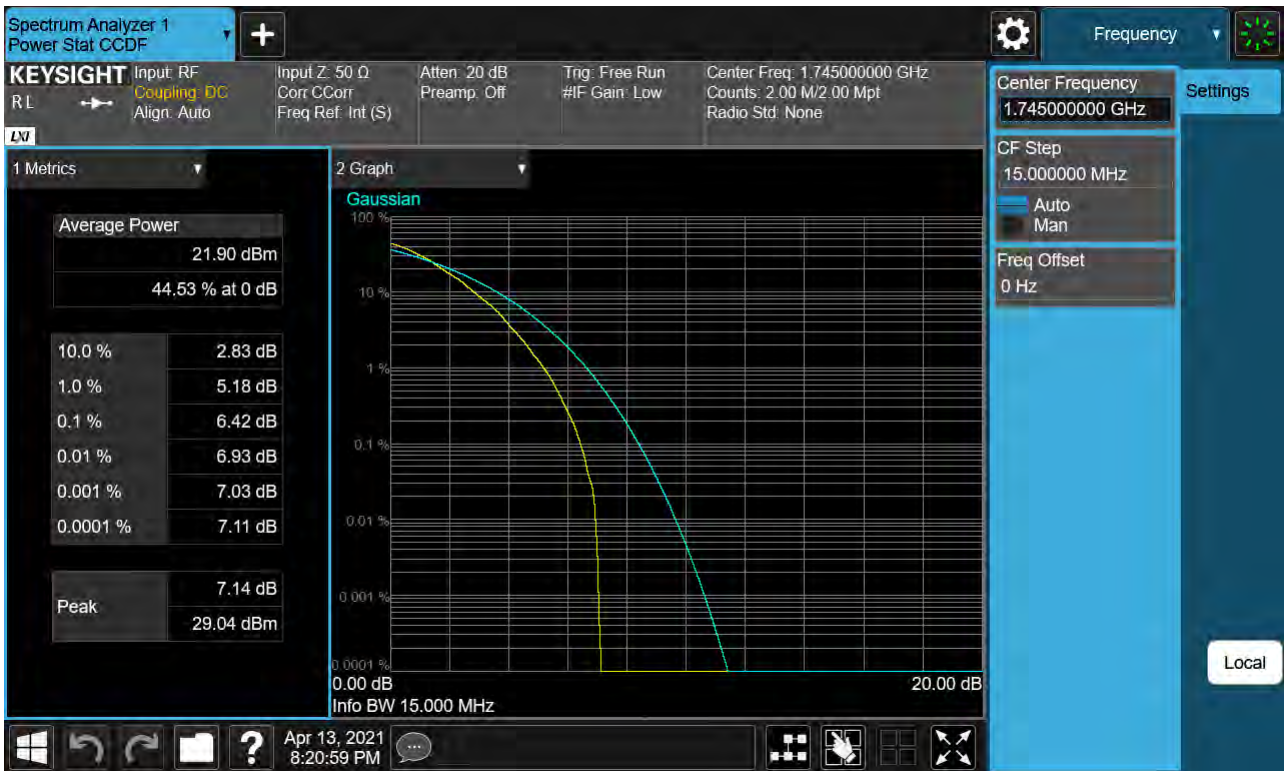 Spectrum Analyzer 1
Power Stat CCDF
Frequency
KEYSIGHT
R L
LXI
Input: RF
Coupling: DC
Align: Auto
Input Z: 50 Ω
Corr CCorr
Freq Ref: Int (S)
Atten: 20 dB
Preamp: Off
Trig: Free Run
#IF Gain: Low
Center Freq: 1.745000000 GHz
Counts: 2.00 M/2.00 Mpt
Radio Std: None
Center Frequency
1.745000000 GHz
Settings
CF Step
15.000000 MHz
Auto
Man
Freq Offset
0 Hz
Local
1 Metrics
Average Power
21.90 dBm
44.53 % at 0 dB
10.0 % 2.83 dB
1.0 % 5.18 dB
0.1 % 6.42 dB
0.01 % 6.93 dB
0.001 % 7.03 dB
0.0001 % 7.11 dB
Peak
7.14 dB
29.04 dBm
2 Graph
Gaussian
100 %
10 %
1 %
0.1 %
0.01 %
0.001 %
0.0001 %
0.00 dB 20.00 dB
Info BW 15.000 MHz
?
Apr 13, 2021
8:20:59 PM